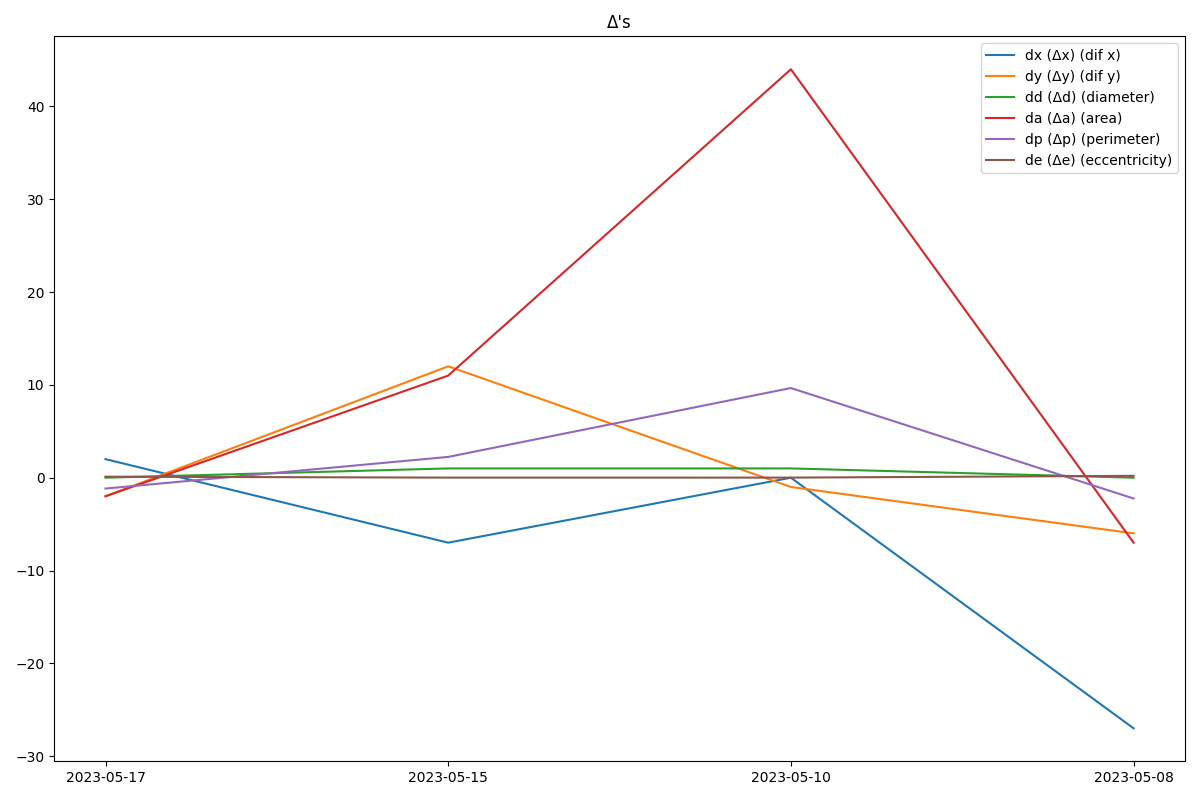 Δ's
dx (Δx) (dif x)
dy (Δy) (dif y)
dd (Δd) (diameter)
da (Δa) (area)
dp (Δp) (perimeter)
de (Δe) (eccentricity)
40
30
20
10
0
−10
−20
−30
2023-05-17 2023-05-15 2023-05-10 2023-05-08